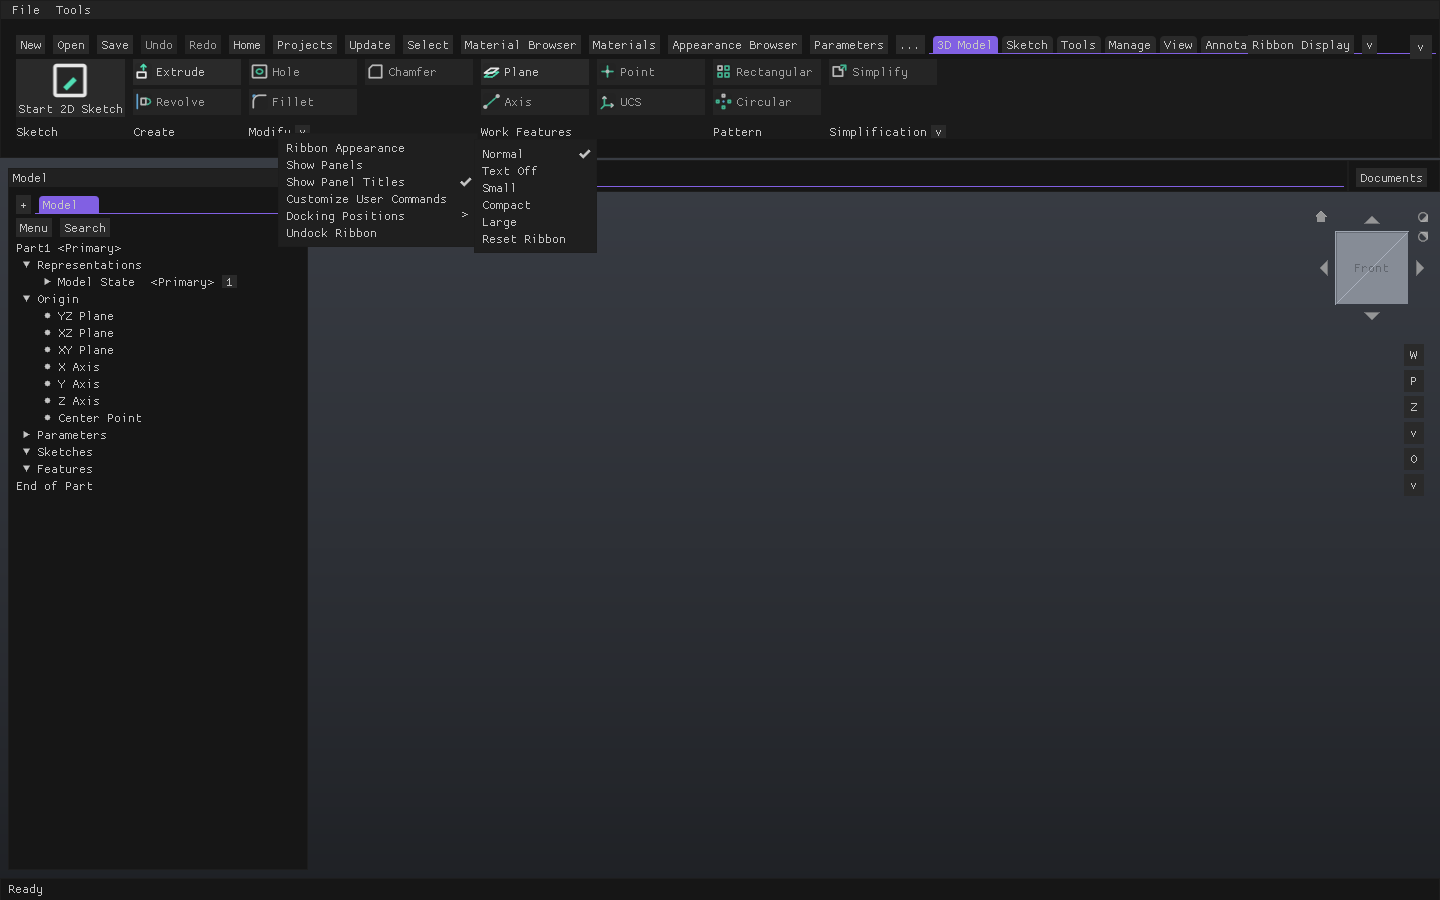 File Tools
New Open Save Undo Redo Home Projects Update Select Material Browser Materials Appearance Browser Parameters ... 3D Model Sketch Tools Manage View Annota Ribbon Display v v
Extrude Hole Chamfer Plane Point Rectangular Simplify
Revolve Fillet Axis UCS Circular
Start 2D Sketch
Sketch Create Modify v Work Features Pattern Simplification v
Ribbon Appearance
Show Panels
Show Panel Titles
Customize User Commands
Docking Positions >
Undock Ribbon
Normal
Text Off
Small
Compact
Large
Reset Ribbon
Model
Documents
+ Model
Menu Search
Part1 <Primary>
Representations
Model State <Primary> 1
Origin
YZ Plane
XZ Plane
XY Plane
X Axis
Y Axis
Z Axis
Center Point
Parameters
Sketches
Features
End of Part
Front
W
P
Z
v
O
v
Ready